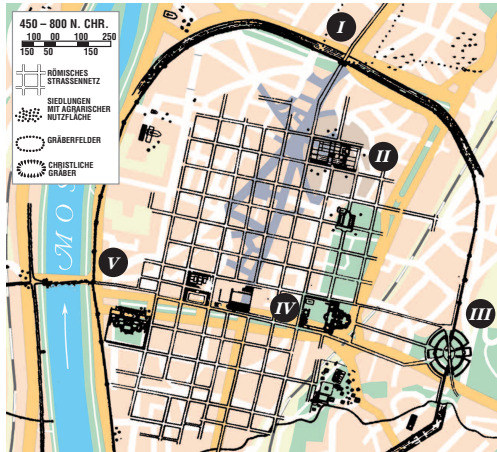 450 – 800 N. CHR.
100 00 100 250
150 50 150
RÖMISCHES
STRASSENNETZ
SIEDLUNGEN
MIT AGRARISCHER
NUTZFLÄCHE
GRÄBERFELDER
CHRISTLICHE
GRÄBER
I
II
III
IV
V
MOS